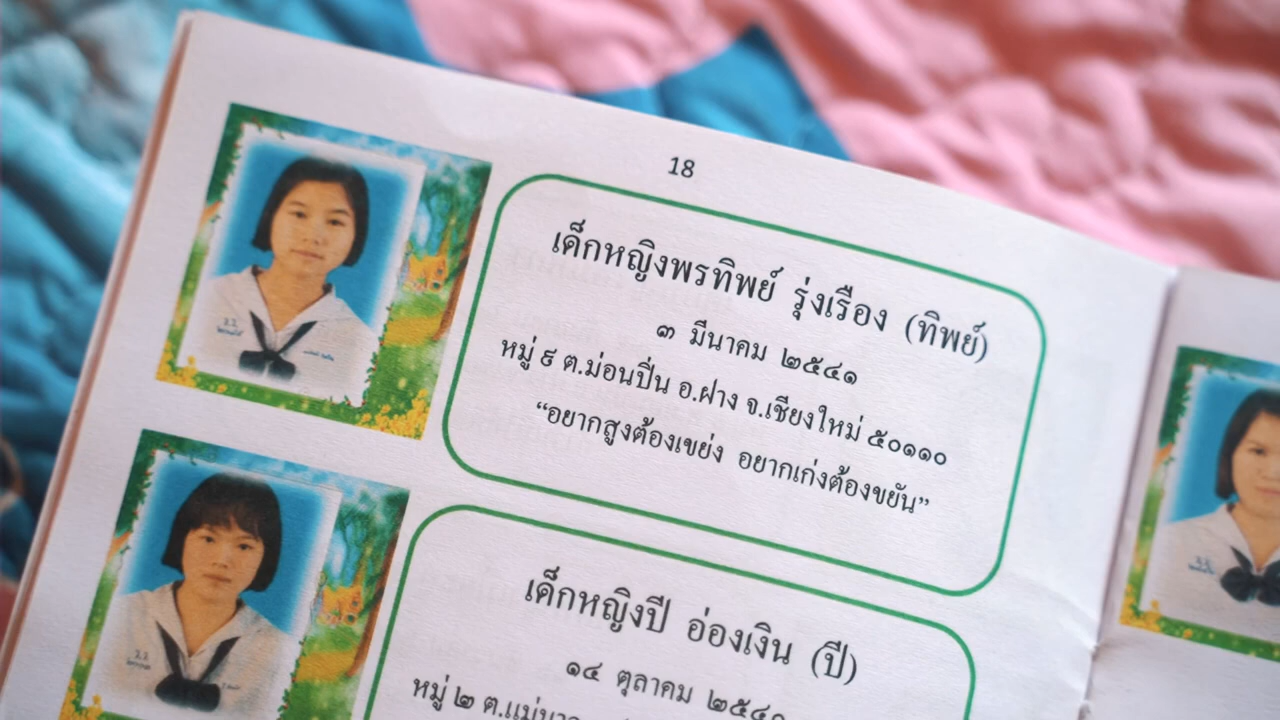 18
เด็กหญิงพรทิพย์ รุ่งเรือง (ทิพย์)
๓ มีนาคม ๒๕๔๑
หมู่ ๙ ต.ม่อนปิ่น อ.ฝาง จ.เชียงใหม่ ๕๐๑๑๐
“อยากสูงต้องเขย่ง อยากเก่งต้องขยัน”
เด็กหญิงปี อ่องเงิน (ปี)
๑๔ ตุลาคม
หมู่ ๒